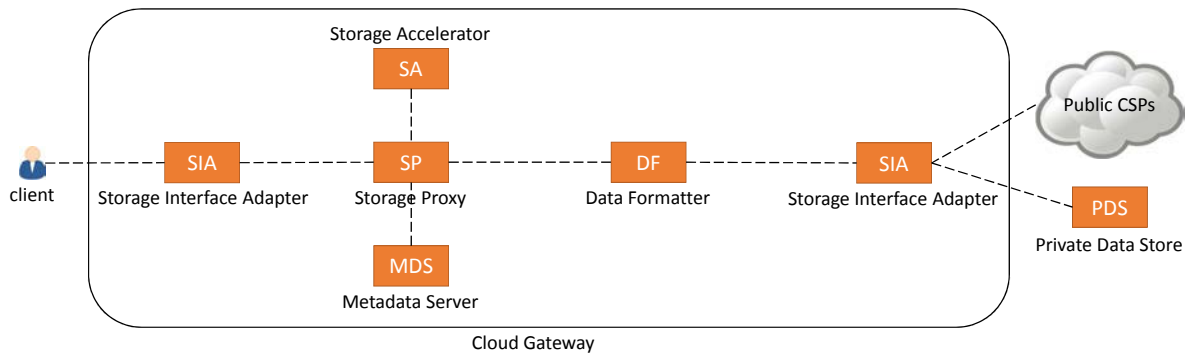 Storage Accelerator
SA
Public CSPs
SIA
SP
DF
SIA
client
Storage Interface Adapter
Storage Proxy
Data Formatter
Storage Interface Adapter
PDS
Private Data Store
MDS
Metadata Server
Cloud Gateway